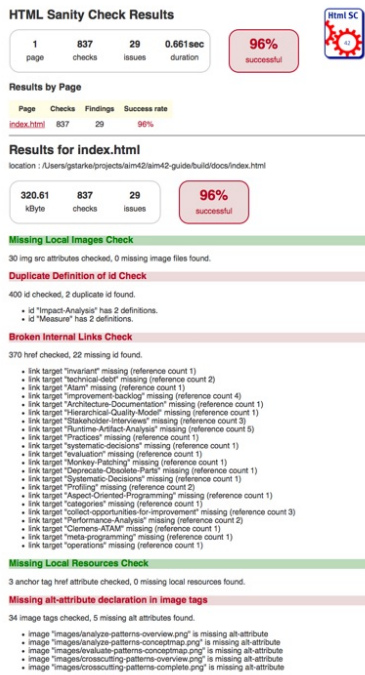 HTML Sanity Check Results
Html SC
42
1 837 29 0.661sec 96%
page checks issues duration successful
Results by Page
Page Checks Findings Success rate
index.html 837 29 96%
Results for index.html
location : /Users/gstarke/projects/aim42/aim42-guide/build/docs/index.html
320.61 837 29 96%
kByte checks issues successful
Missing Local Images Check
30 img src attributes checked, 0 missing image files found.
Duplicate Definition of id Check
400 id checked, 2 duplicate id found.
id "Impact-Analysis" has 2 definitions.
id "Measure" has 2 definitions.
Broken Internal Links Check
370 href checked, 22 missing id found.
link target "invariant" missing (reference count 1)
link target "technical-debt" missing (reference count 2)
link target "Atam" missing (reference count 1)
link target "improvement-backlog" missing (reference count 4)
link target "Architecture-Documentation" missing (reference count 1)
link target "Hierarchical-Quality-Model" missing (reference count 1)
link target "Stakeholder-Interviews" missing (reference count 3)
link target "Runtime-Artifact-Analysis" missing (reference count 5)
link target "Practices" missing (reference count 1)
link target "systematic-decisions" missing (reference count 1)
link target "evaluation" missing (reference count 1)
link target "Monkey-Patching" missing (reference count 1)
link target "Deprecate-Obsolete-Parts" missing (reference count 1)
link target "Systematic-Decisions" missing (reference count 1)
link target "Profiling" missing (reference count 2)
link target "Aspect-Oriented-Programming" missing (reference count 1)
link target "categories" missing (reference count 1)
link target "collect-opportunities-for-improvement" missing (reference count 3)
link target "Performance-Analysis" missing (reference count 2)
link target "Clemens-ATAM" missing (reference count 1)
link target "meta-programming" missing (reference count 1)
link target "operations" missing (reference count 1)
Missing Local Resources Check
3 anchor tag href attribute checked, 0 missing local resources found.
Missing alt-attribute declaration in image tags
34 image tags checked, 5 missing alt attributes found.
image "images/analyze-patterns-overview.png" is missing alt-attribute
image "images/analyze-patterns-conceptmap.png" is missing alt-attribute
image "images/evaluate-patterns-conceptmap.png" is missing alt-attribute
image "images/crosscutting-patterns-overview.png" is missing alt-attribute
image "images/crosscutting-patterns-complete.png" is missing alt-attribute